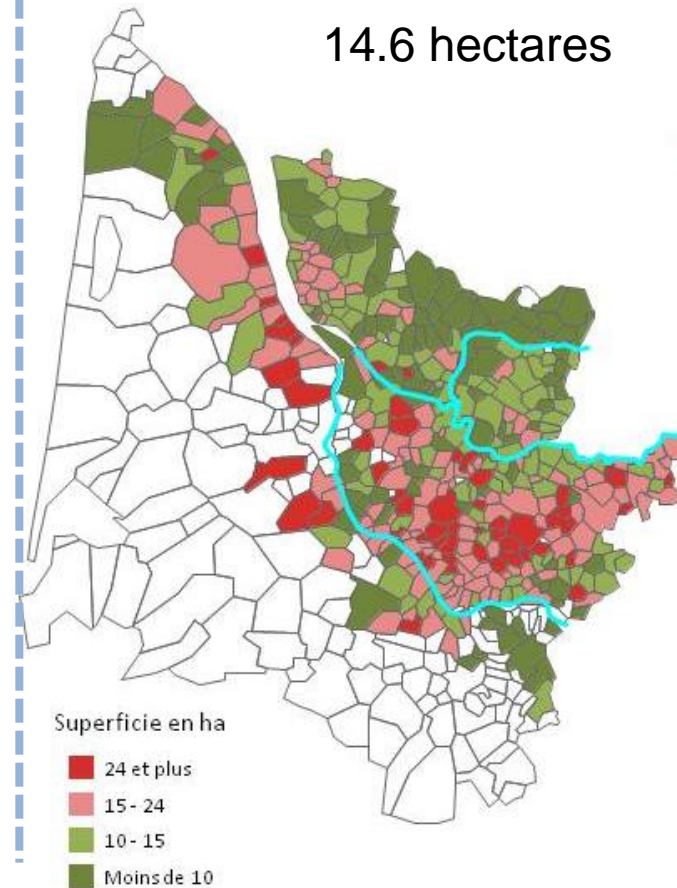 14.6 hectares
Superficie en ha
24 et plus
15 - 24
10 - 15
Moins de 10